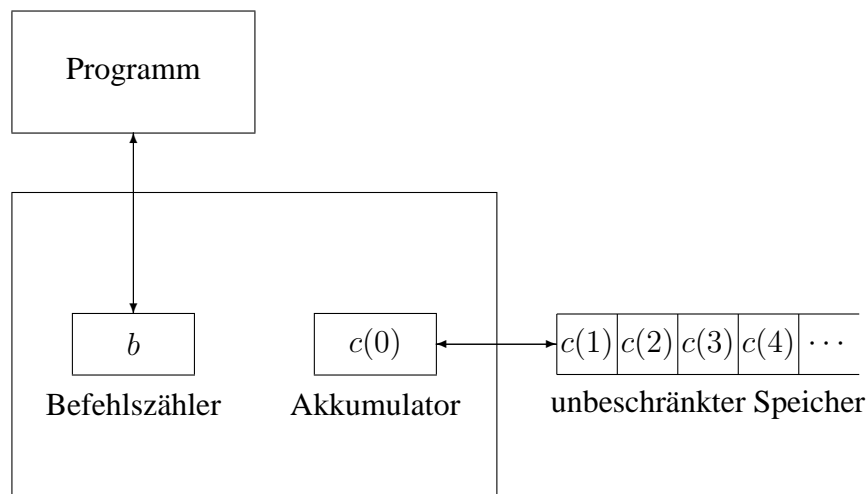 Programm
b
c(0)
c(1) c(2) c(3) c(4) ···
Befehlszähler
Akkumulator
unbeschränkter Speicher